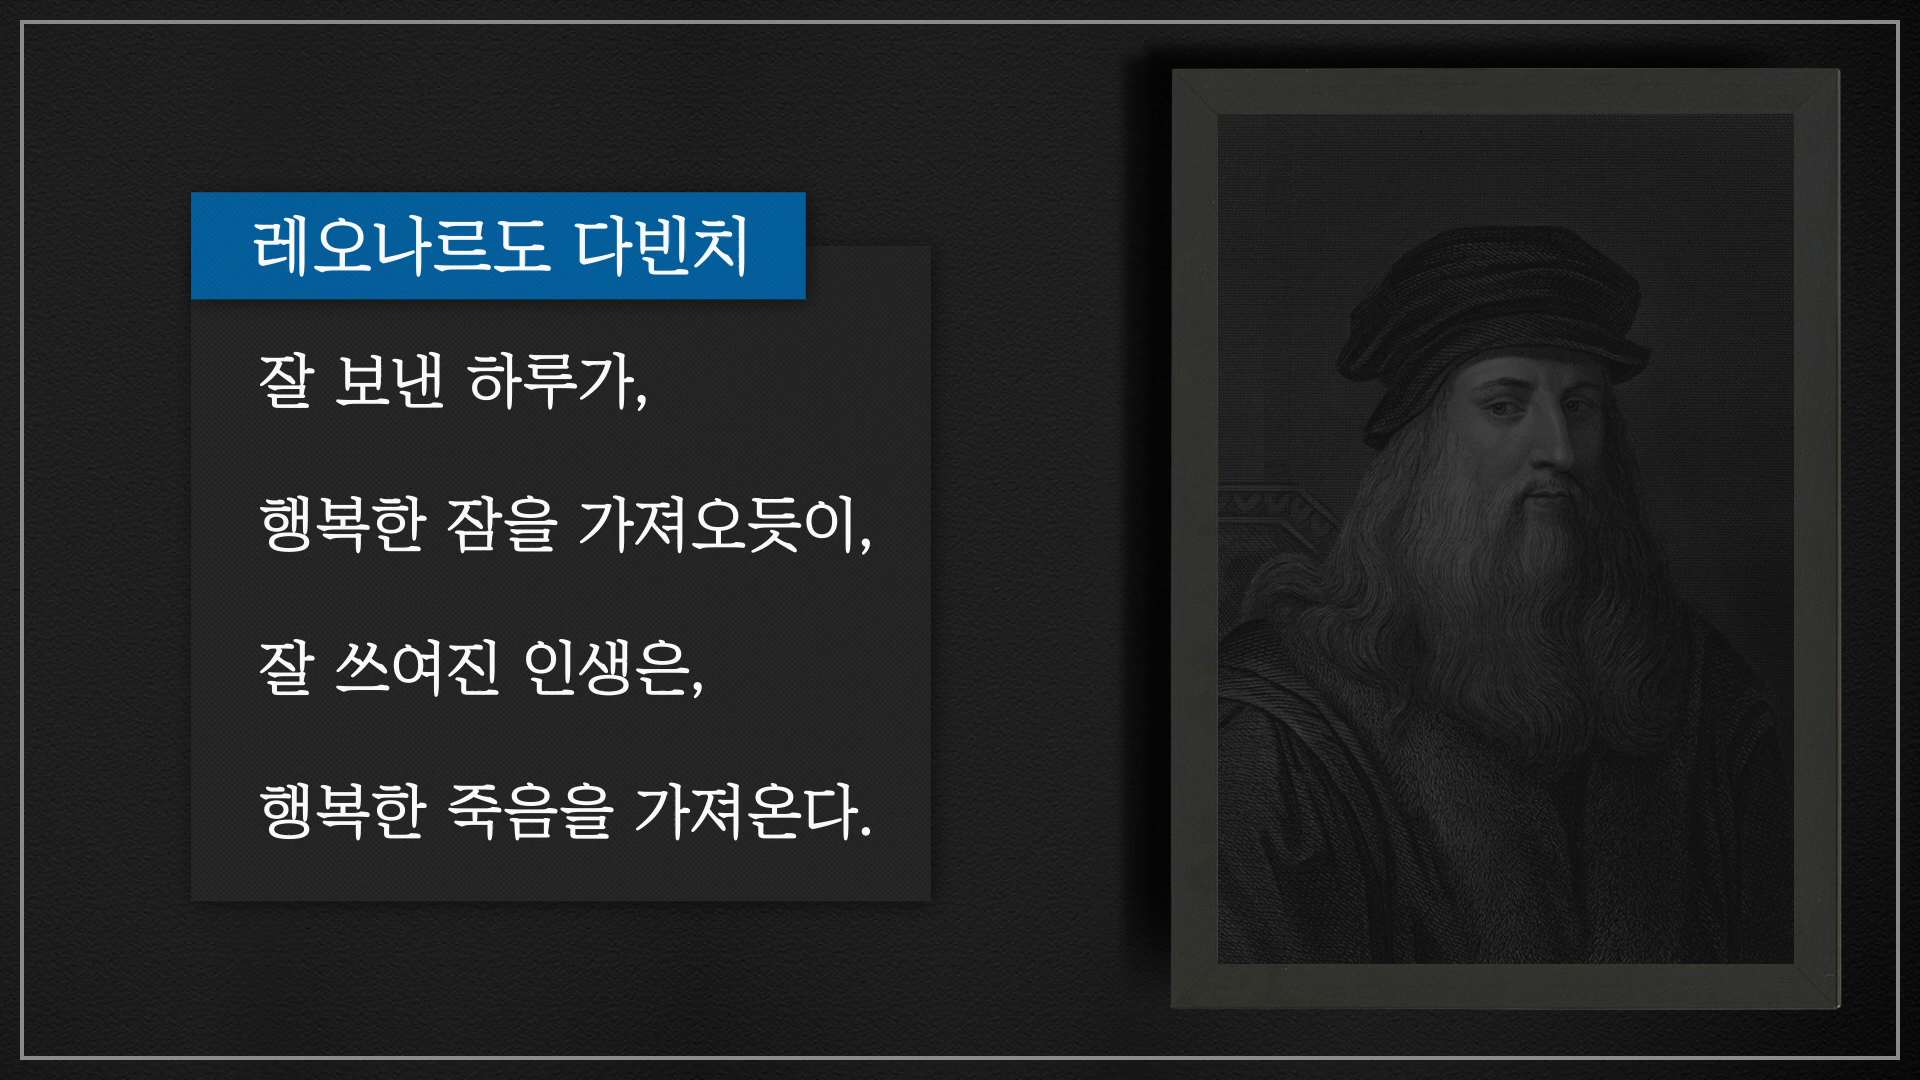 레오나르도 다빈치
잘 보낸 하루가,
행복한 잠을 가져오듯이,
잘 쓰여진 인생은,
행복한 죽음을 가져온다.